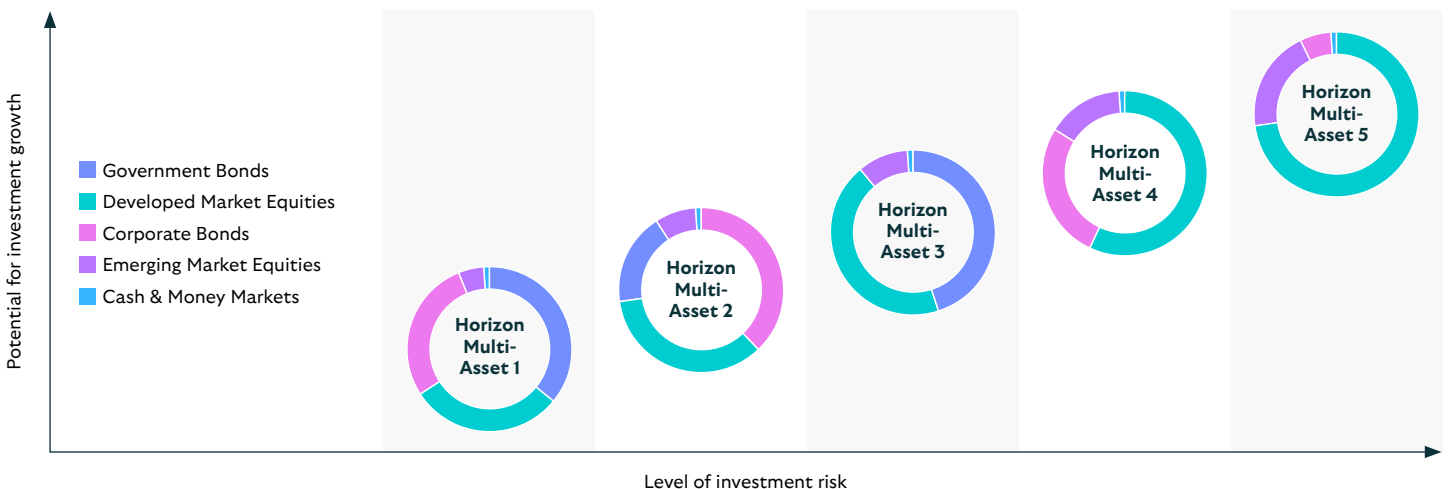 Potential for investment growth
Government Bonds
Developed Market Equities
Corporate Bonds
Emerging Market Equities
Cash & Money Markets
Horizon
Multi-
Asset 1
Horizon
Multi-
Asset 2
Horizon
Multi-
Asset 3
Horizon
Multi-
Asset 4
Horizon
Multi-
Asset 5
Level of investment risk